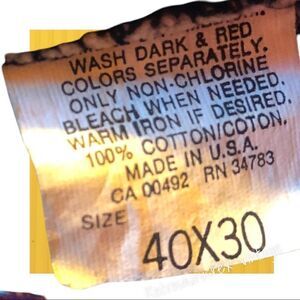 WASH DARK & RED
COLORS SEPARATELY.
ONLY NON-CHLORINE
BLEACH WHEN NEEDED.
WARM IRON IF DESIRED.
100% COTTON/COTON.
MADE IN U.S.A.
CA 00492 RN 34783
SIZE
40X30